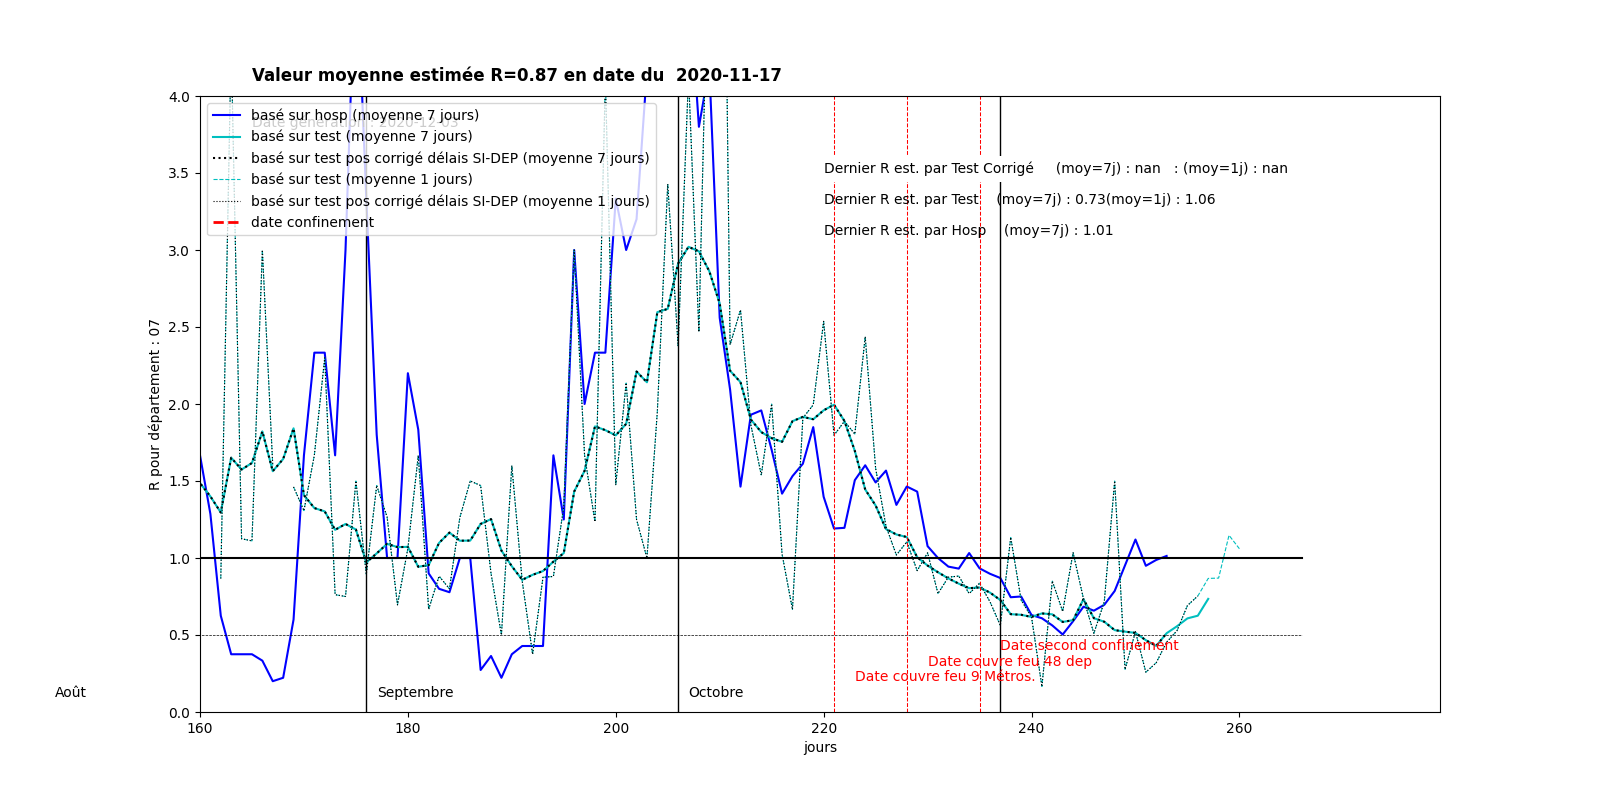 Valeur moyenne estimée R=0.87 en date du  2020-11-17
4.0
3.5
3.0
2.5
2.0
1.5
1.0
0.5
0.0
R pour département : 07
basé sur hosp (moyenne 7 jours)
Date génération : 2020-12-03
basé sur test (moyenne 7 jours)
basé sur test pos corrigé délais SI-DEP (moyenne 7 jours)
basé sur test (moyenne 1 jours)
basé sur test pos corrigé délais SI-DEP (moyenne 1 jours)
date confinement
Dernier R est. par Test Corrigé     (moy=7j) : nan   : (moy=1j) : nan
Dernier R est. par Test    (moy=7j) : 0.73(moy=1j) : 1.06
Dernier R est. par Hosp    (moy=7j) : 1.01
Date second confinement
Date couvre feu 48 dep
Date couvre feu 9 Métros.
Août
Septembre
Octobre
160 180 200 220 240 260
jours